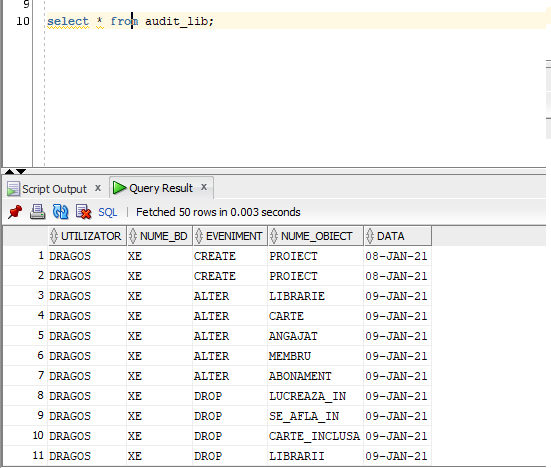 9
10 select * from audit_lib;
Script Output x Query Result x
SQL | Fetched 50 rows in 0.003 seconds
UTILIZATOR NUME_BD EVENIMENT NUME_OBIECT DATA
1 DRAGOS XE CREATE PROIECT 08-JAN-21
2 DRAGOS XE CREATE PROIECT 08-JAN-21
3 DRAGOS XE ALTER LIBRARIE 09-JAN-21
4 DRAGOS XE ALTER CARTE 09-JAN-21
5 DRAGOS XE ALTER ANGAJAT 09-JAN-21
6 DRAGOS XE ALTER MEMBRU 09-JAN-21
7 DRAGOS XE ALTER ABONAMENT 09-JAN-21
8 DRAGOS XE DROP LUCREAZA_IN 09-JAN-21
9 DRAGOS XE DROP SE_AFLA_IN 09-JAN-21
10 DRAGOS XE DROP CARTE_INCLUSA 09-JAN-21
11 DRAGOS XE DROP LIBRARII 09-JAN-21